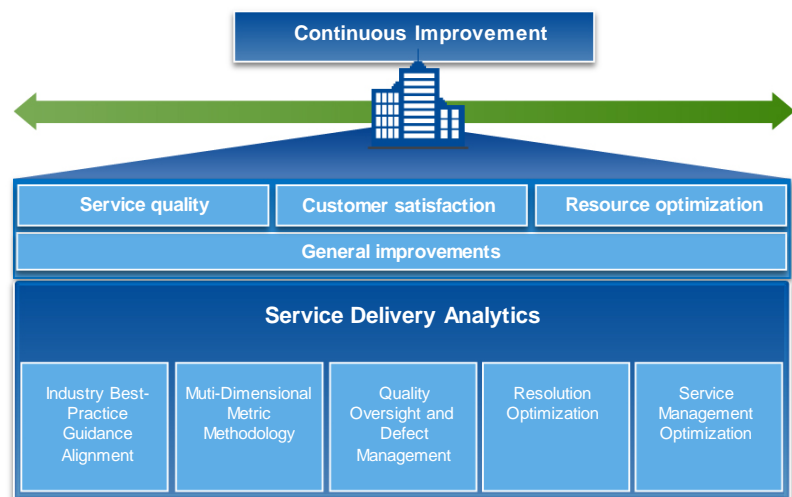 Continuous Improvement
Service quality
Customer satisfaction
Resource optimization
General improvements
Service Delivery Analytics
Industry Best-
Practice
Guidance
Alignment
Muti-Dimensional
Metric
Methodology
Quality
Oversight and
Defect
Management
Resolution
Optimization
Service
Management
Optimization